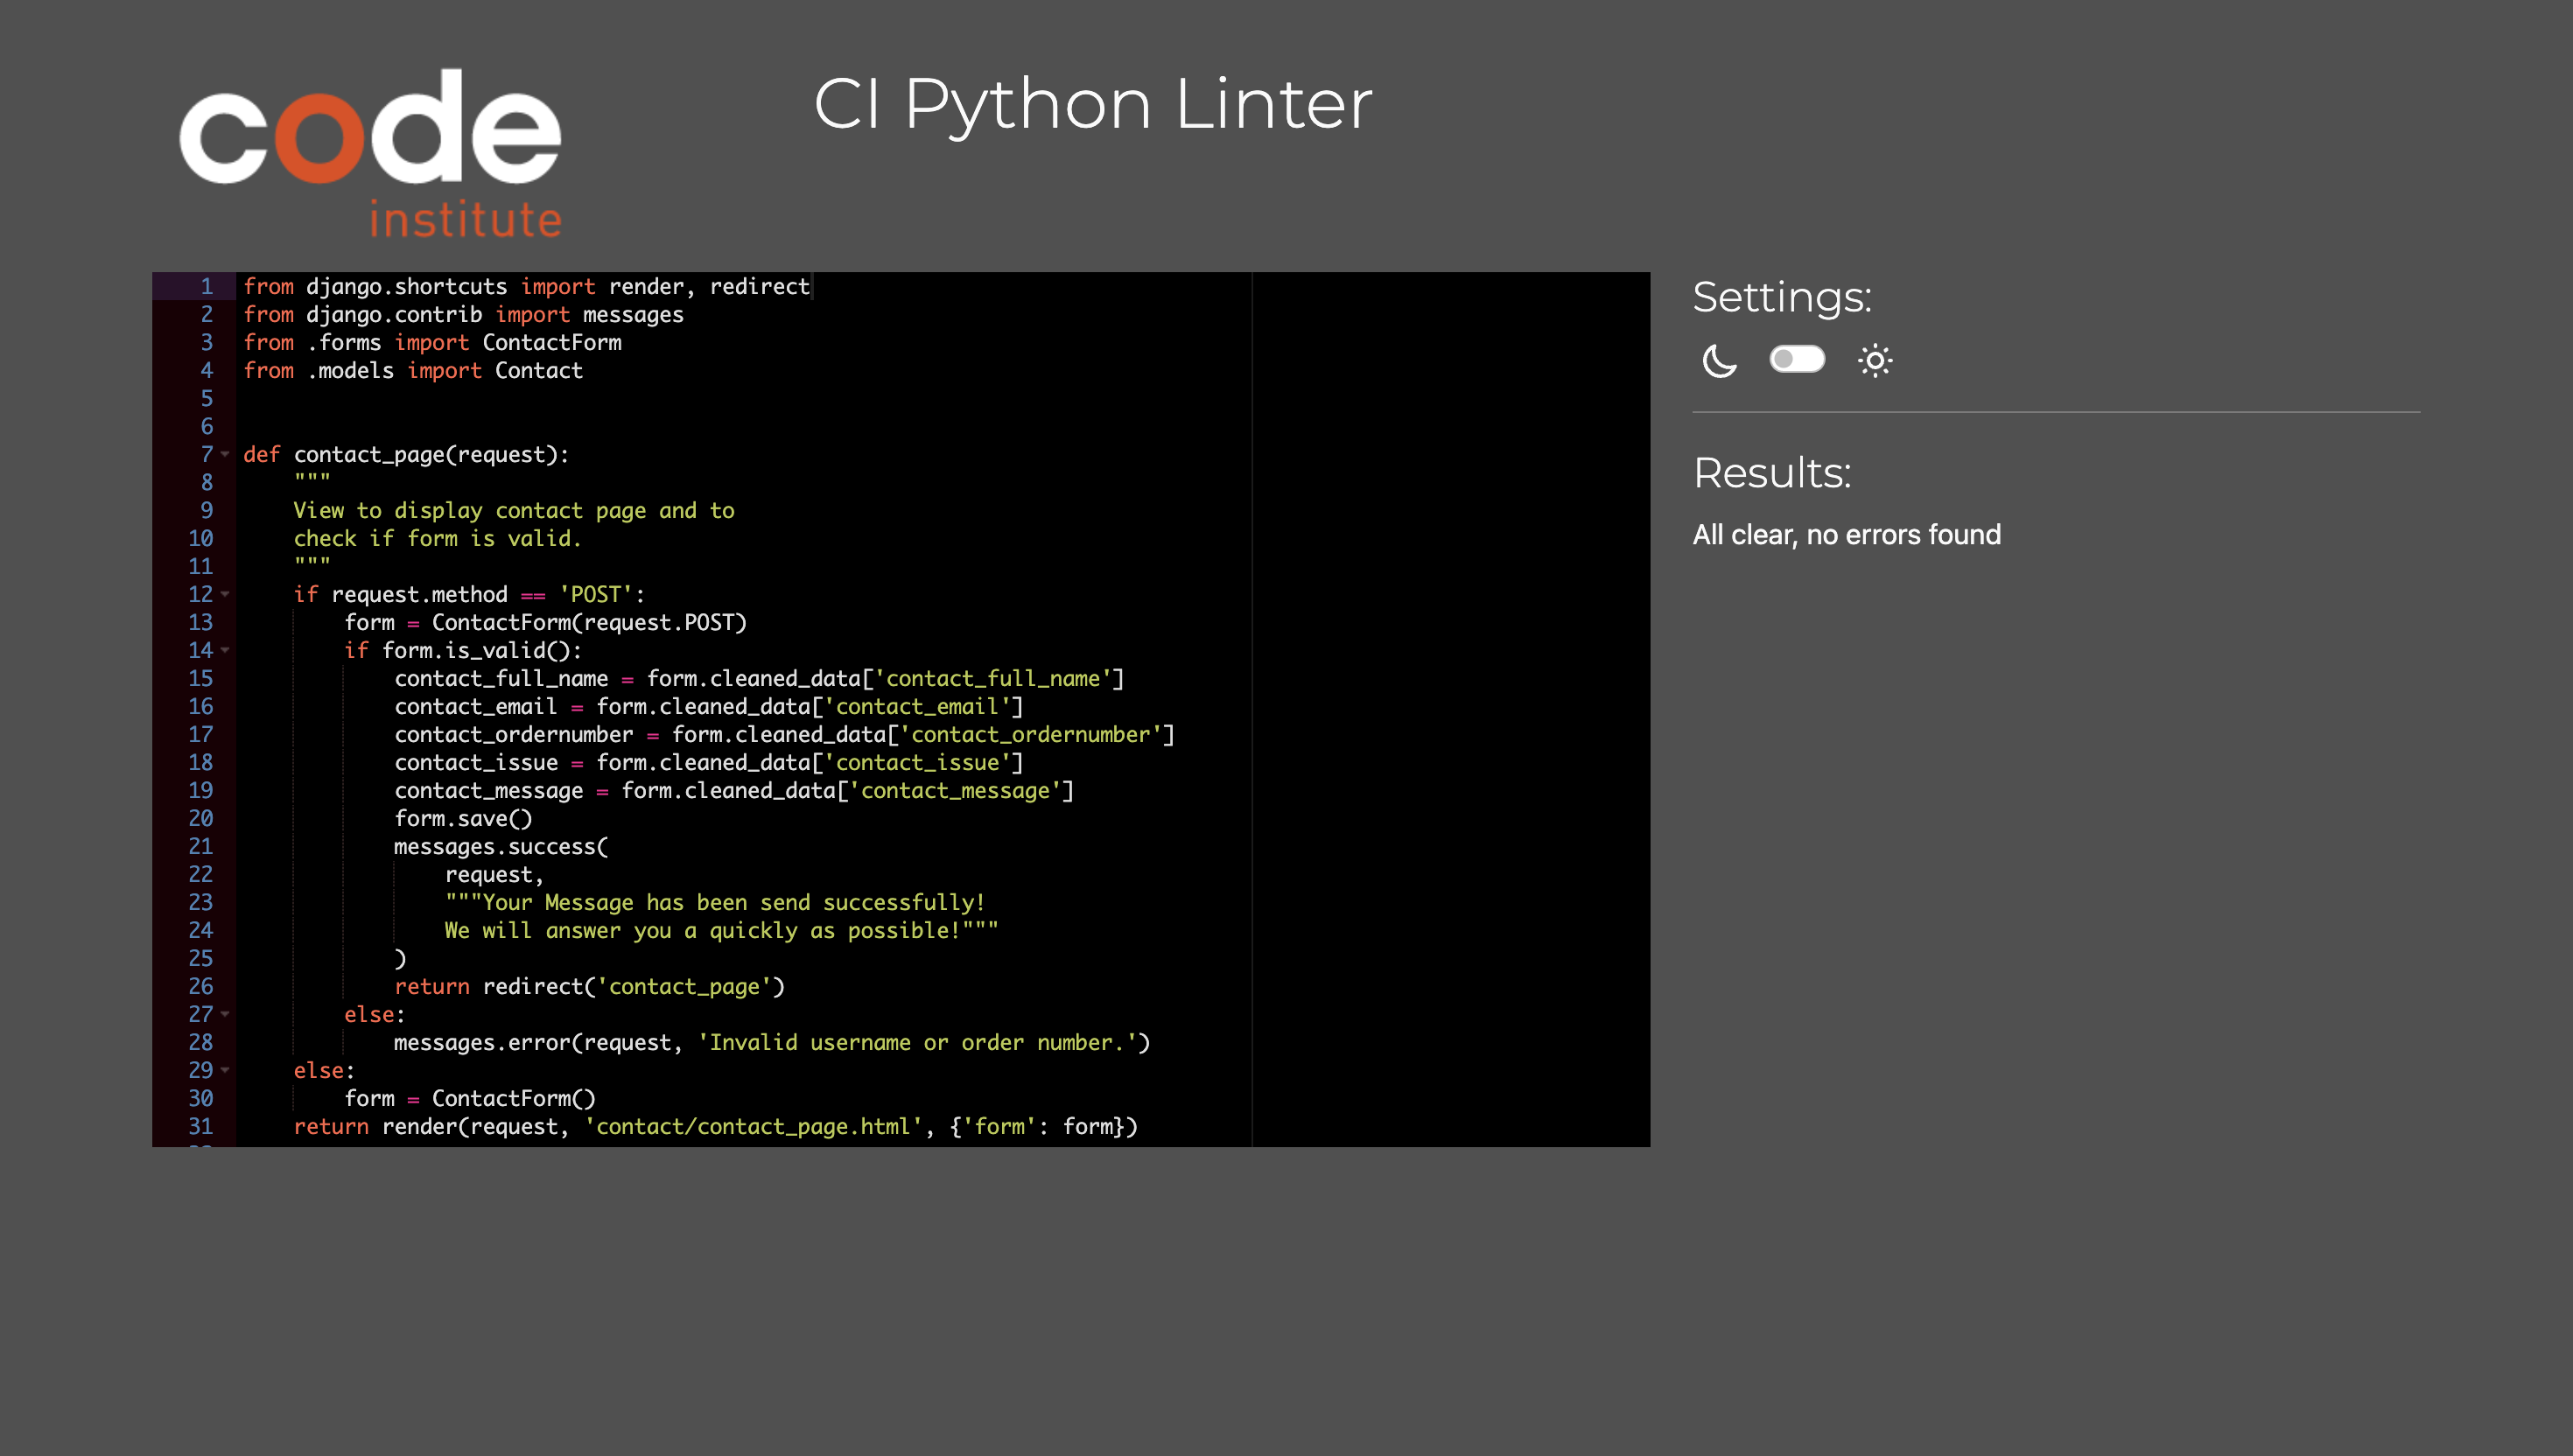 code
institute
CI Python Linter
1 from django.shortcuts import render, redirect
2 from django.contrib import messages
3 from .forms import ContactForm
4 from .models import Contact
5
6
7 def contact_page(request):
8     """
9     View to display contact page and to
10     check if form is valid.
11     """
12     if request.method == 'POST':
13         form = ContactForm(request.POST)
14         if form.is_valid():
15             contact_full_name = form.cleaned_data['contact_full_name']
16             contact_email = form.cleaned_data['contact_email']
17             contact_ordernumber = form.cleaned_data['contact_ordernumber']
18             contact_issue = form.cleaned_data['contact_issue']
19             contact_message = form.cleaned_data['contact_message']
20             form.save()
21             messages.success(
22                 request,
23                 """Your Message has been send successfully!
24                 We will answer you a quickly as possible!"""
25             )
26             return redirect('contact_page')
27         else:
28             messages.error(request, 'Invalid username or order number.')
29     else:
30         form = ContactForm()
31     return render(request, 'contact/contact_page.html', {'form': form})
Settings:
Results:
All clear, no errors found